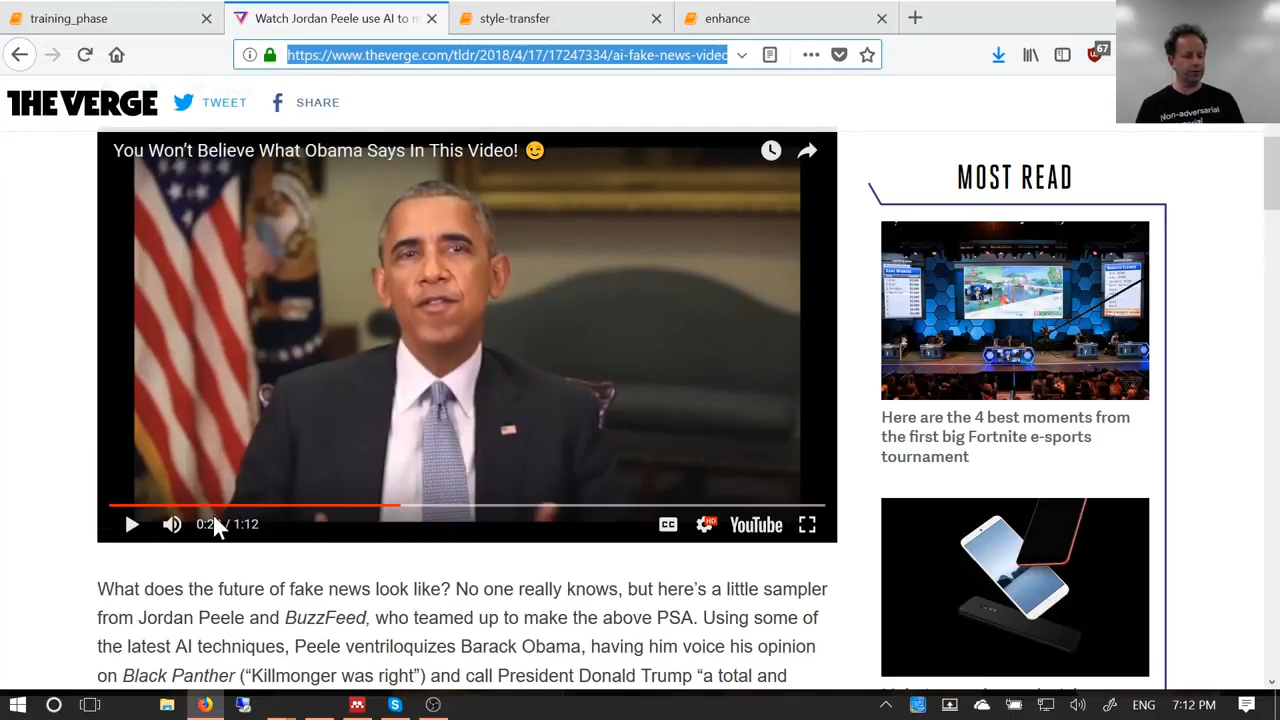 training_phase
Watch Jordan Peele use AI to m
style-transfer
enhance
https://www.theverge.com/tldr/2018/4/17/17247334/ai-fake-news-video
67
THE VERGE
TWEET
SHARE
Non-adversarial
You Won't Believe What Obama Says In This Video! 😉
MOST READ
Here are the 4 best moments from
the first big Fortnite e-sports
tournament
/ 1:12
CC
HD
YouTube
What does the future of fake news look like? No one really knows, but here's a little sampler
from Jordan Peele and BuzzFeed, who teamed up to make the above PSA. Using some of
the latest AI techniques, Peele ventriloquizes Barack Obama, having him voice his opinion
on Black Panther ("Killmonger was right") and call President Donald Trump "a total and
ENG
7:12 PM